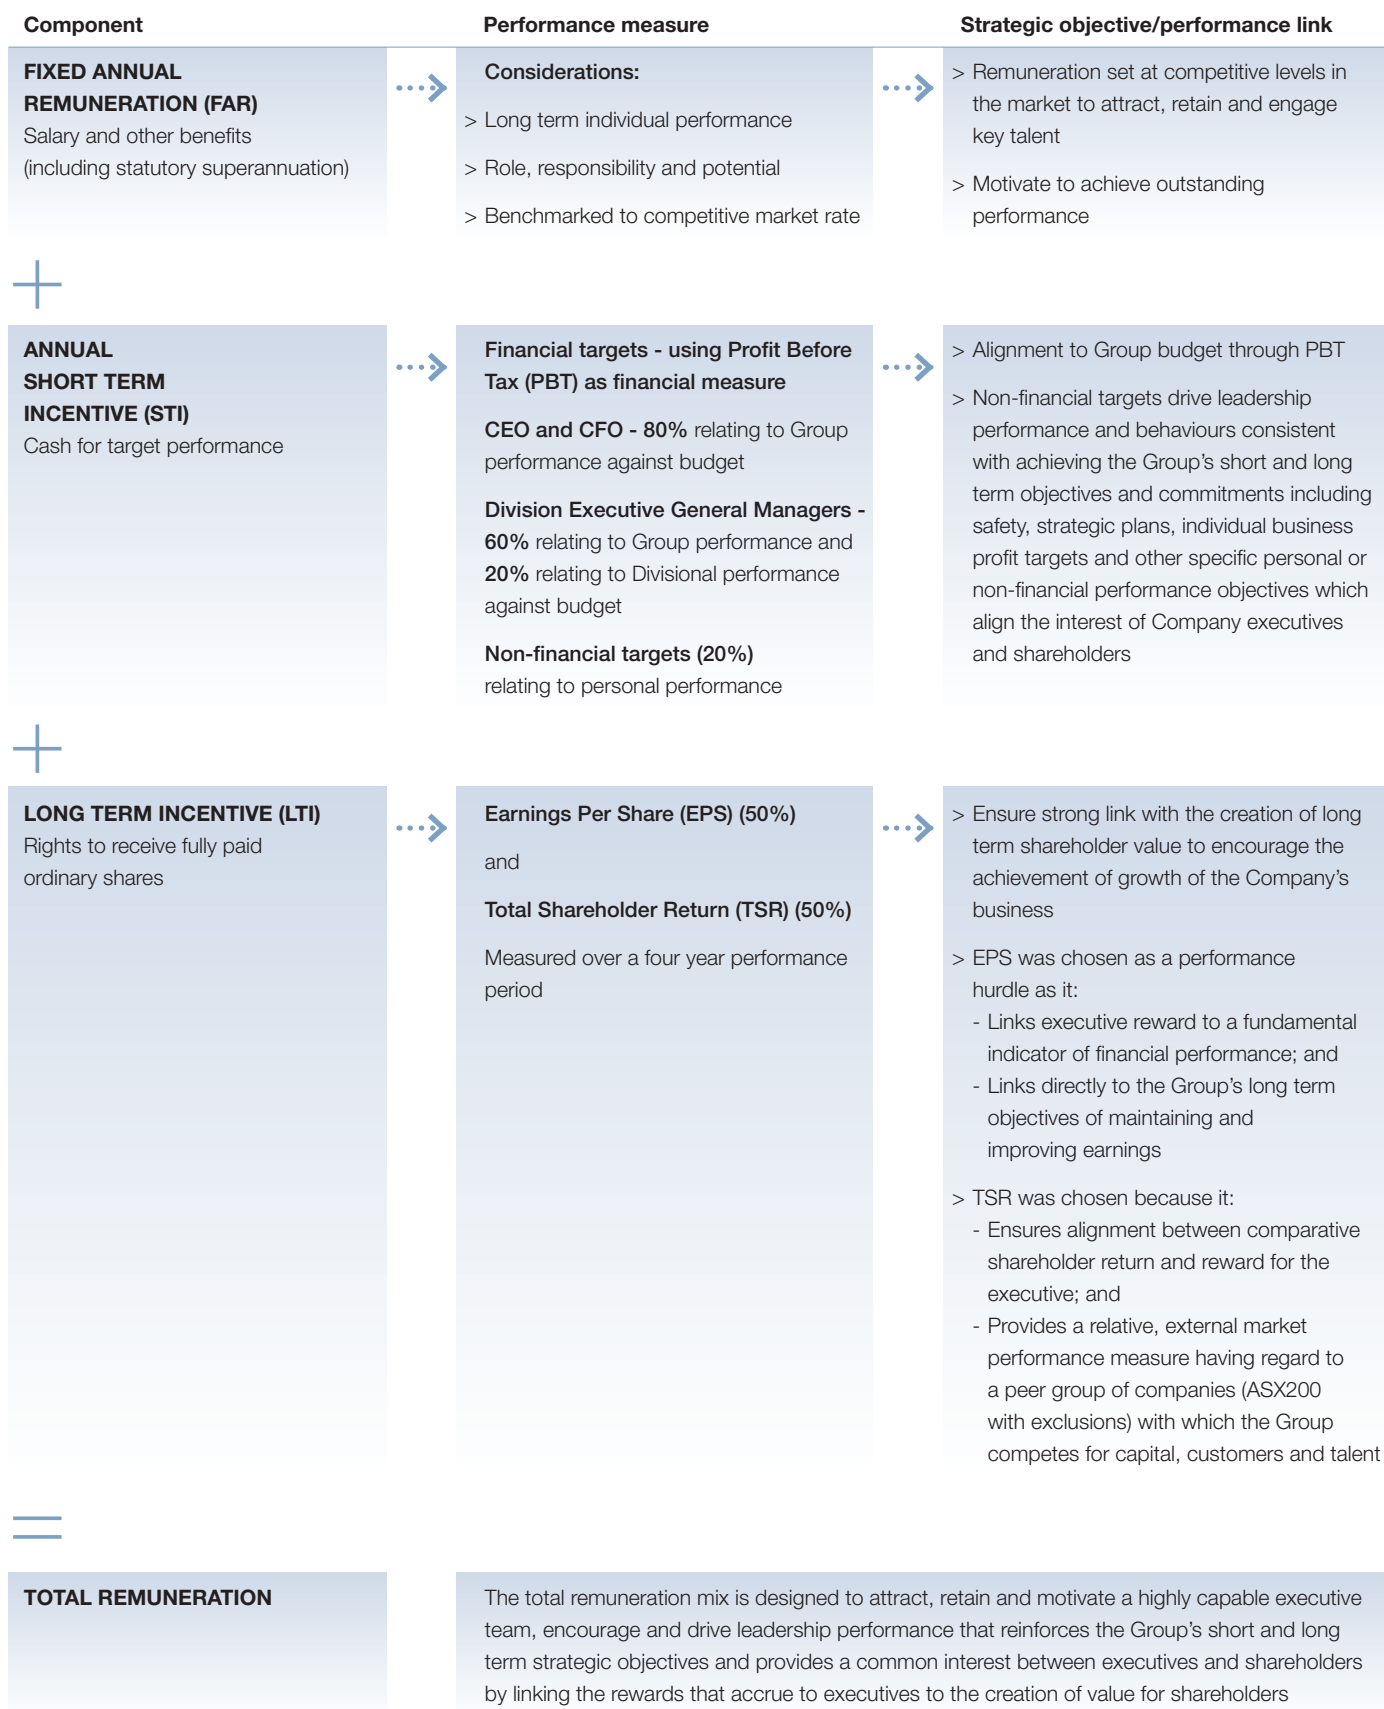 Component
Performance measure
Strategic objective/performance link
FIXED ANNUAL
REMUNERATION (FAR)
Salary and other benefits
(including statutory superannuation)
Considerations:
> Long term individual performance
> Role, responsibility and potential
> Benchmarked to competitive market rate
> Remuneration set at competitive levels in
the market to attract, retain and engage
key talent
> Motivate to achieve outstanding
performance
+
ANNUAL
SHORT TERM
INCENTIVE (STI)
Cash for target performance
Financial targets - using Profit Before
Tax (PBT) as financial measure
CEO and CFO - 80% relating to Group
performance against budget
Division Executive General Managers -
60% relating to Group performance and
20% relating to Divisional performance
against budget
Non-financial targets (20%)
relating to personal performance
> Alignment to Group budget through PBT
> Non-financial targets drive leadership
performance and behaviours consistent
with achieving the Group's short and long
term objectives and commitments including
safety, strategic plans, individual business
profit targets and other specific personal or
non-financial performance objectives which
align the interest of Company executives
and shareholders
+
LONG TERM INCENTIVE (LTI)
Rights to receive fully paid
ordinary shares
Earnings Per Share (EPS) (50%)
and
Total Shareholder Return (TSR) (50%)
Measured over a four year performance
period
> Ensure strong link with the creation of long
term shareholder value to encourage the
achievement of growth of the Company's
business
> EPS was chosen as a performance
hurdle as it:
- Links executive reward to a fundamental
indicator of financial performance; and
- Links directly to the Group's long term
objectives of maintaining and
improving earnings
> TSR was chosen because it:
- Ensures alignment between comparative
shareholder return and reward for the
executive; and
- Provides a relative, external market
performance measure having regard to
a peer group of companies (ASX200
with exclusions) with which the Group
competes for capital, customers and talent
=
TOTAL REMUNERATION
The total remuneration mix is designed to attract, retain and motivate a highly capable executive
team, encourage and drive leadership performance that reinforces the Group's short and long
term strategic objectives and provides a common interest between executives and shareholders
by linking the rewards that accrue to executives to the creation of value for shareholders